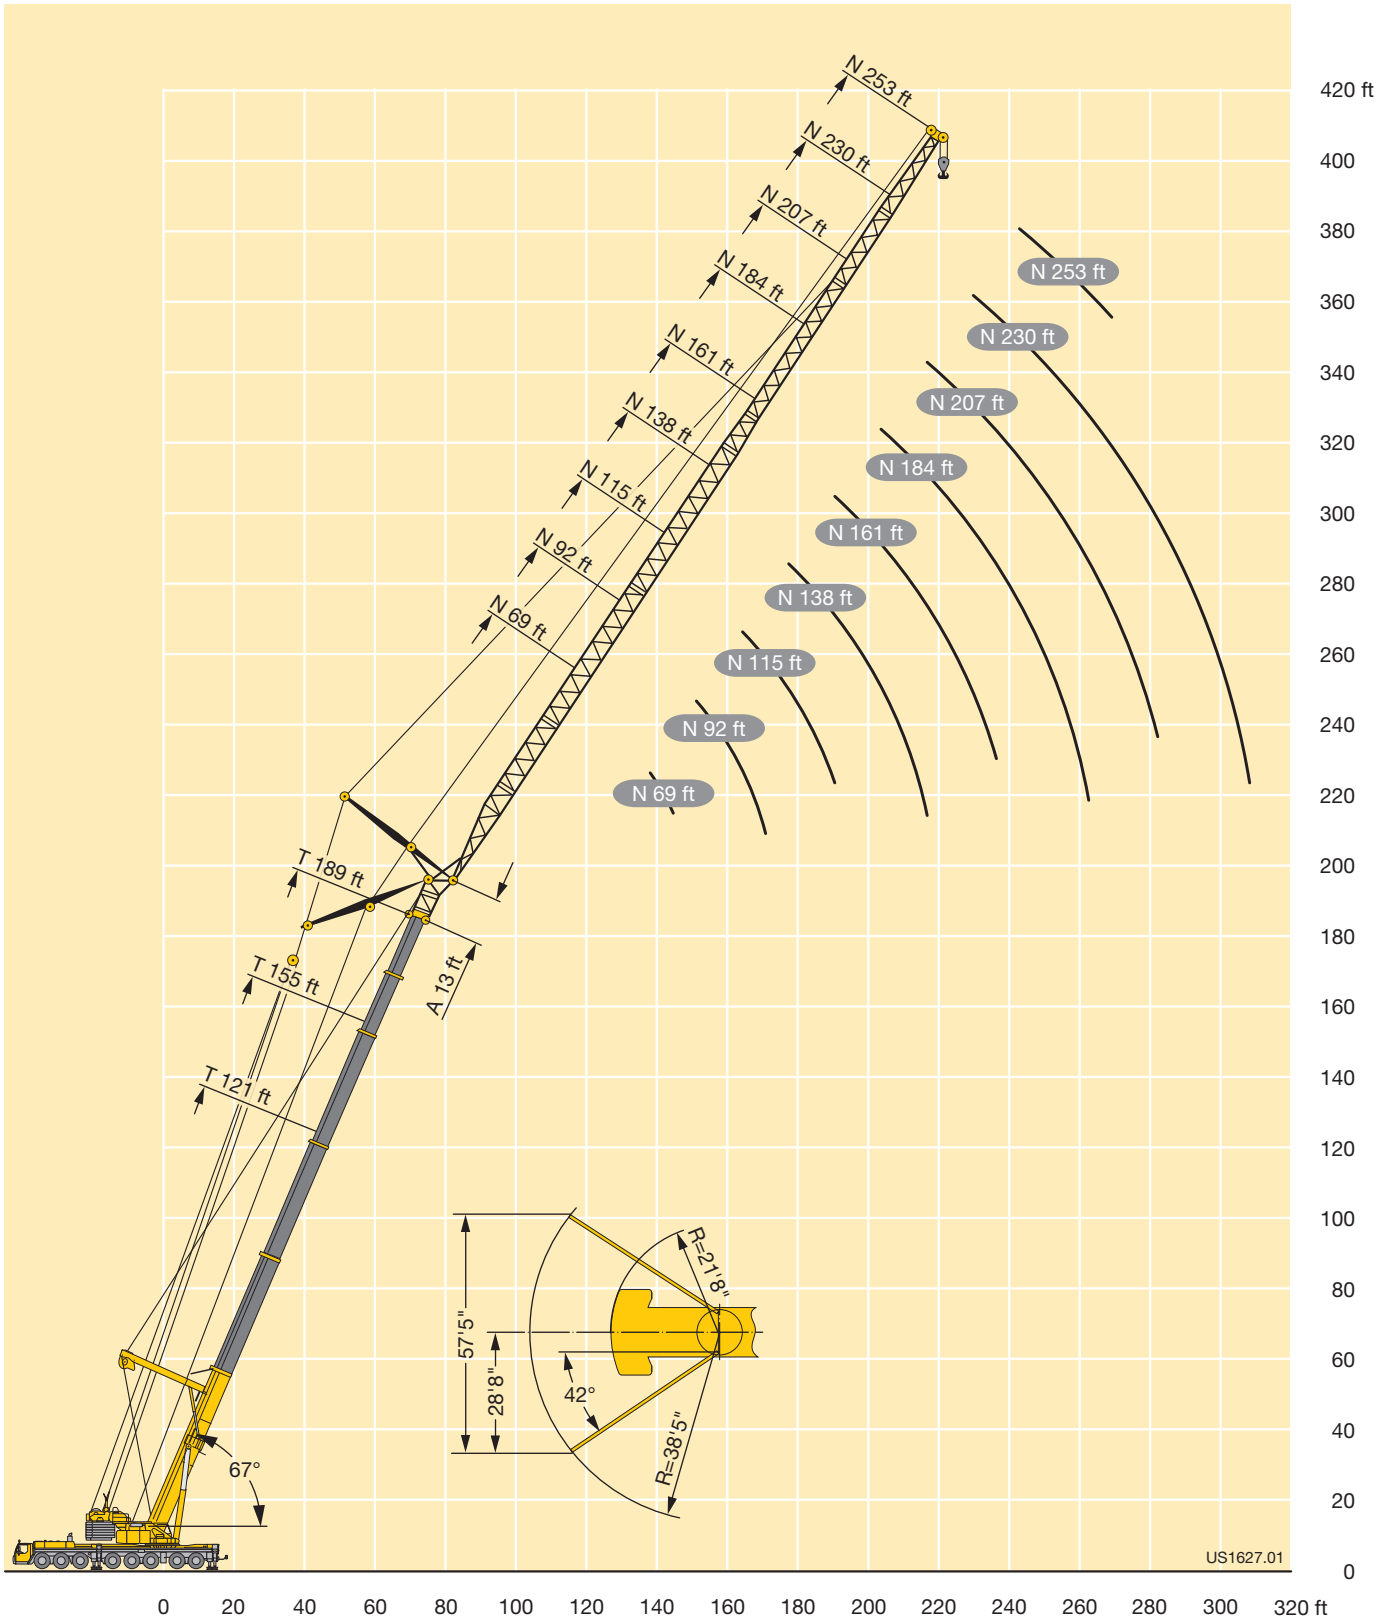 N 253 ft
420 ft
N 230 ft
400
N 207 ft
380
N 184 ft
N 253 ft
360
N 161 ft
N 230 ft
340
N 138 ft
N 207 ft
320
N 115 ft
N 184 ft
300
N 92 ft
N 161 ft
280
N 69 ft
N 138 ft
260
N 115 ft
240
N 92 ft
220
N 69 ft
T 189 ft
200
180
A 13 ft
T 155 ft
160
140
T 121 ft
120
100
R=21'8"
80
57'5"
60
28'8"
42°
40
R=38'5"
67°
20
US1627.01
0
0 20 40 60 80 100 120 140 160 180 200 220 240 260 280 300 320 ft